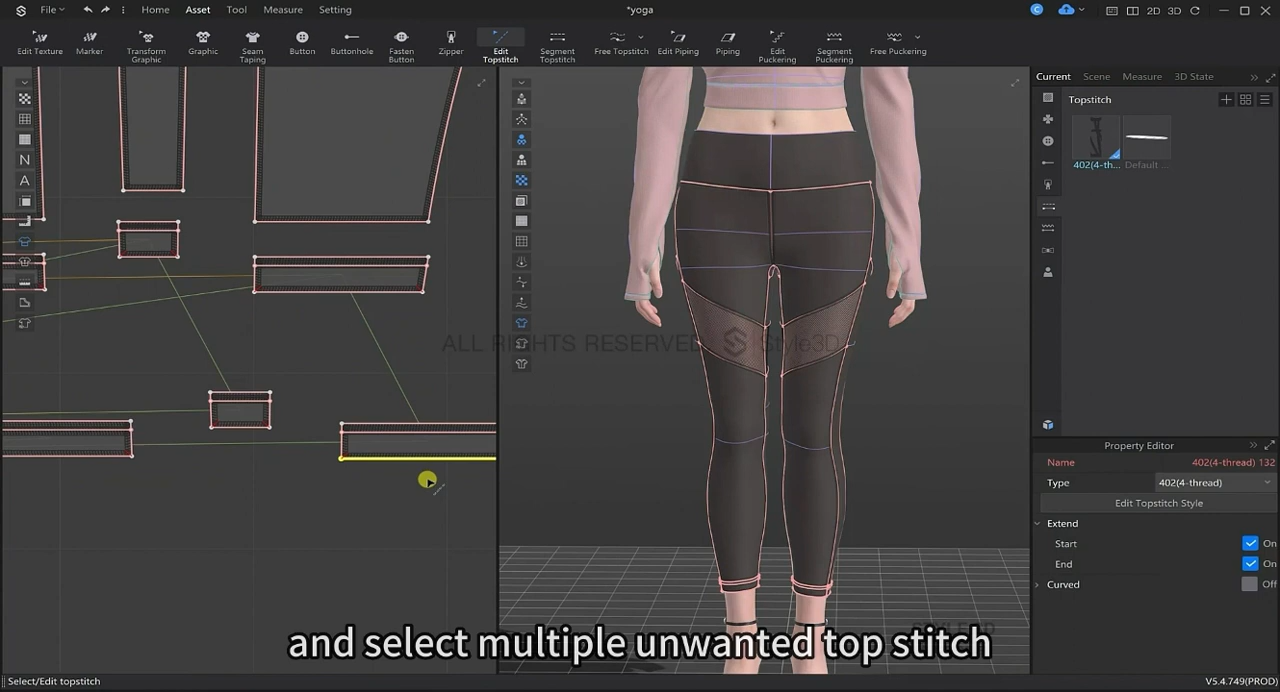 File
Home
Asset
Tool
Measure
Setting
*yoga
C
2D
3D
Edit Texture
Marker
Transform
Graphic
Graphic
Seam
Taping
Button
Buttonhole
Fasten
Button
Zipper
Edit
Topstitch
Segment
Topstitch
Free Topstitch
Edit Piping
Piping
Edit
Puckering
Segment
Puckering
Free Puckering
Current
Scene
Measure
3D State
Topstitch
402(4-th...
Default ...
ALL RIGHTS RESERVED Style3D
Property Editor
Name
402(4-thread) 132
Type
402(4-thread)
Edit Topstitch Style
Extend
Start
On
End
On
Curved
Off
and select multiple unwanted top stitch
Select/Edit topstitch
V5.4.749(PROD)